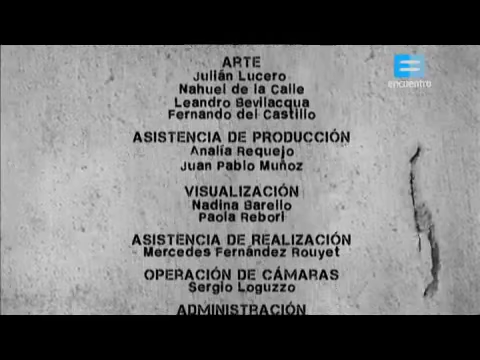 ARTE
encuentro
Julián Lucero
Nahuel de la Calle
Leandro Bevilacqua
Fernando del Castillo
ASISTENCIA DE PRODUCCIÓN
Analía Requejo
Juan Pablo Muñoz
VISUALIZACIÓN
Nadina Barello
Paola Rebori
ASISTENCIA DE REALIZACIÓN
Mercedes Fernández Rouyet
OPERACIÓN DE CÁMARAS
Sergio Loguzzo
ADMINISTRACIÓN